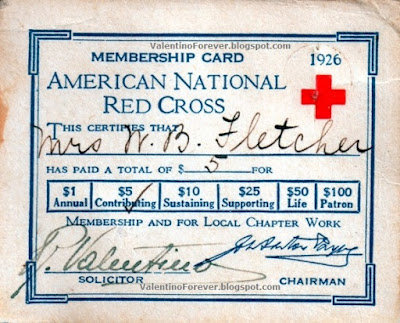 ValentinoForever.blogspot.com
MEMBERSHIP CARD 1926
AMERICAN NATIONAL
RED CROSS
THIS CERTIFIES THAT
Mrs W. B. Fletcher
HAS PAID A TOTAL OF $ 5 FOR
$1 $5 $10 $25 $50 $100
Annual Contributing Sustaining Supporting Life Patron
MEMBERSHIP AND FOR LOCAL CHAPTER WORK
R. Valentino
SOLICITOR CHAIRMAN
ValentinoForever.blogspot.com